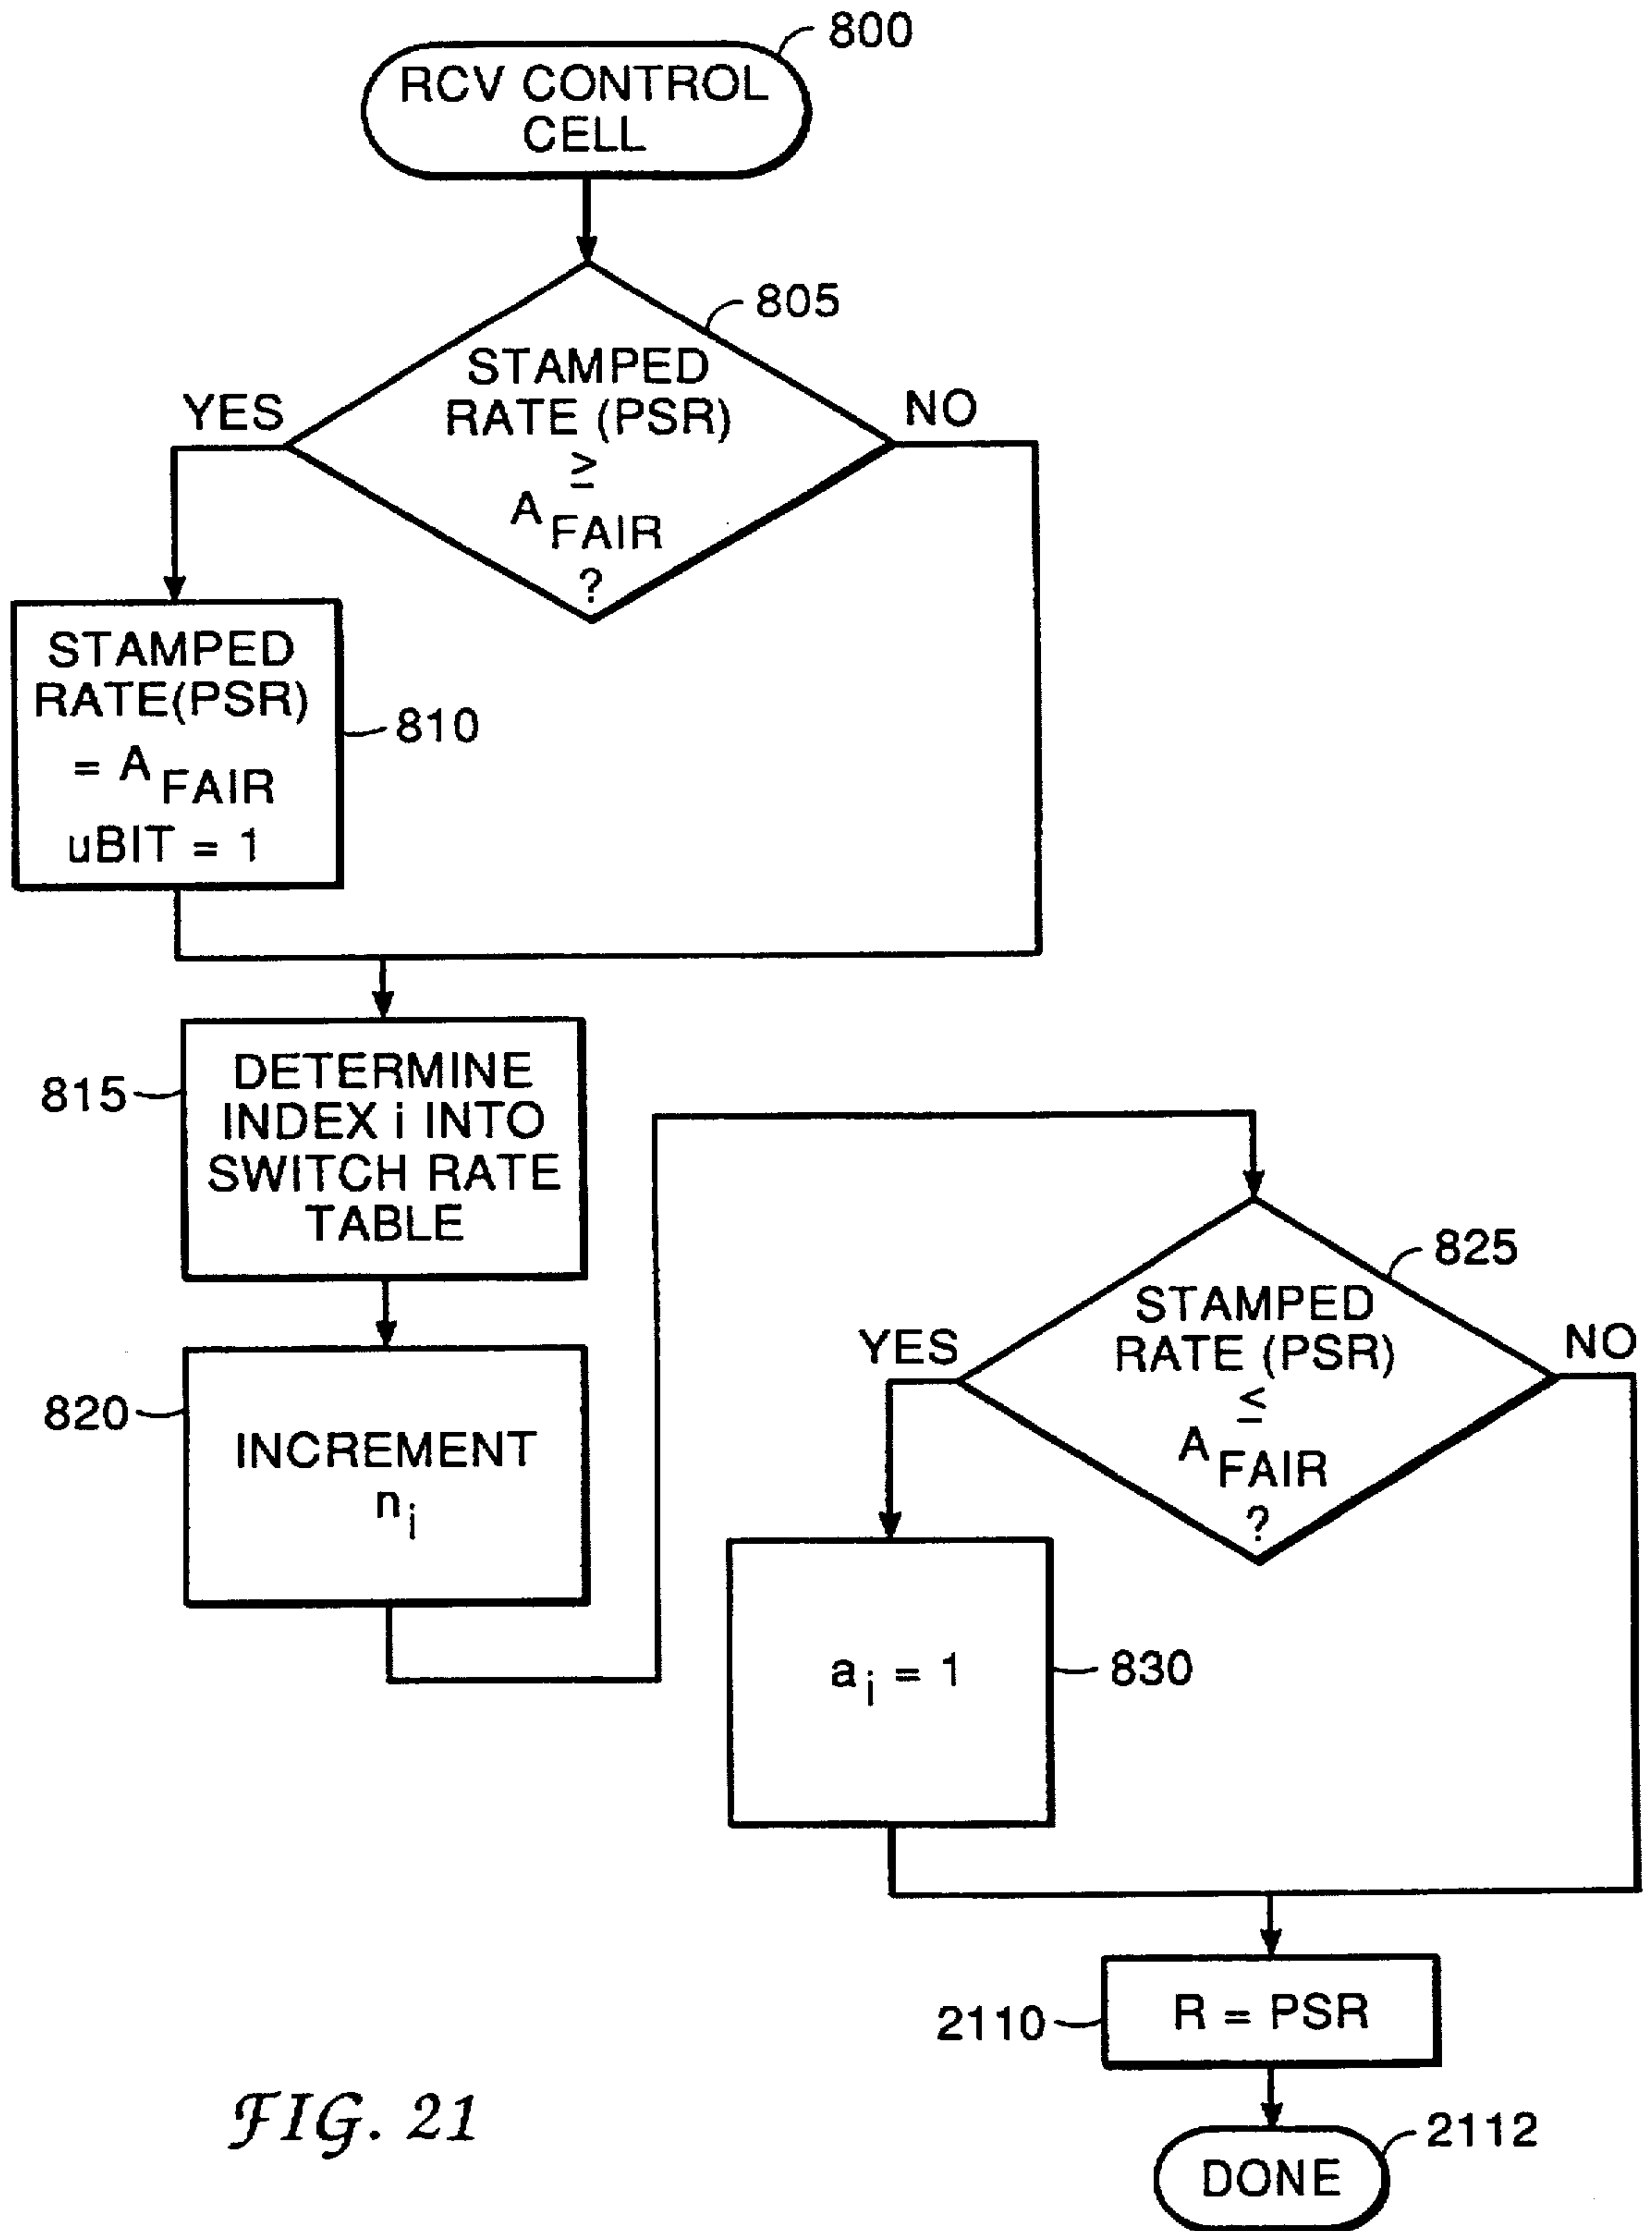 800
RCV CONTROL
CELL
805
STAMPED
RATE (PSR)
≥
A FAIR
?
YES
NO
STAMPED
RATE(PSR)
= A FAIR
uBIT = 1
810
815
DETERMINE
INDEX i INTO
SWITCH RATE
TABLE
820
INCREMENT
n i
825
STAMPED
RATE (PSR)
≤
A FAIR
?
YES
NO
a i = 1
830
2110
R = PSR
2112
DONE
FIG. 21